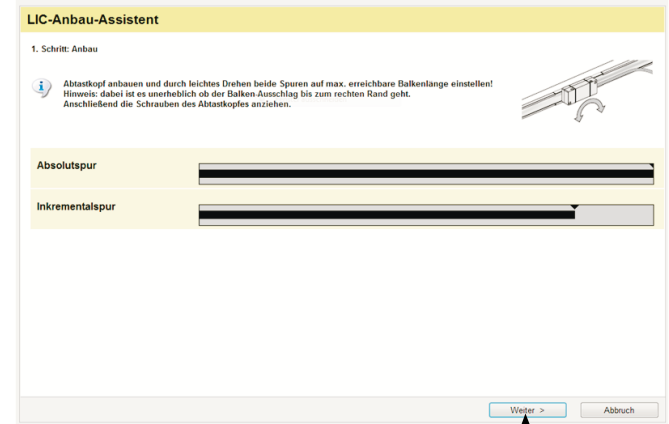 LIC-Anbau-Assistent
1. Schritt: Anbau
Abtastkopf anbauen und durch leichtes Drehen beide Spuren auf max. erreichbare Balkenlänge einstellen!
Hinweis: dabei ist es unerheblich ob der Balken-Ausschlag bis zum rechten Rand geht.
Anschließend die Schrauben des Abtastkopfes anziehen.
Absolutspur
Inkrementalspur
Weiter >
Abbruch